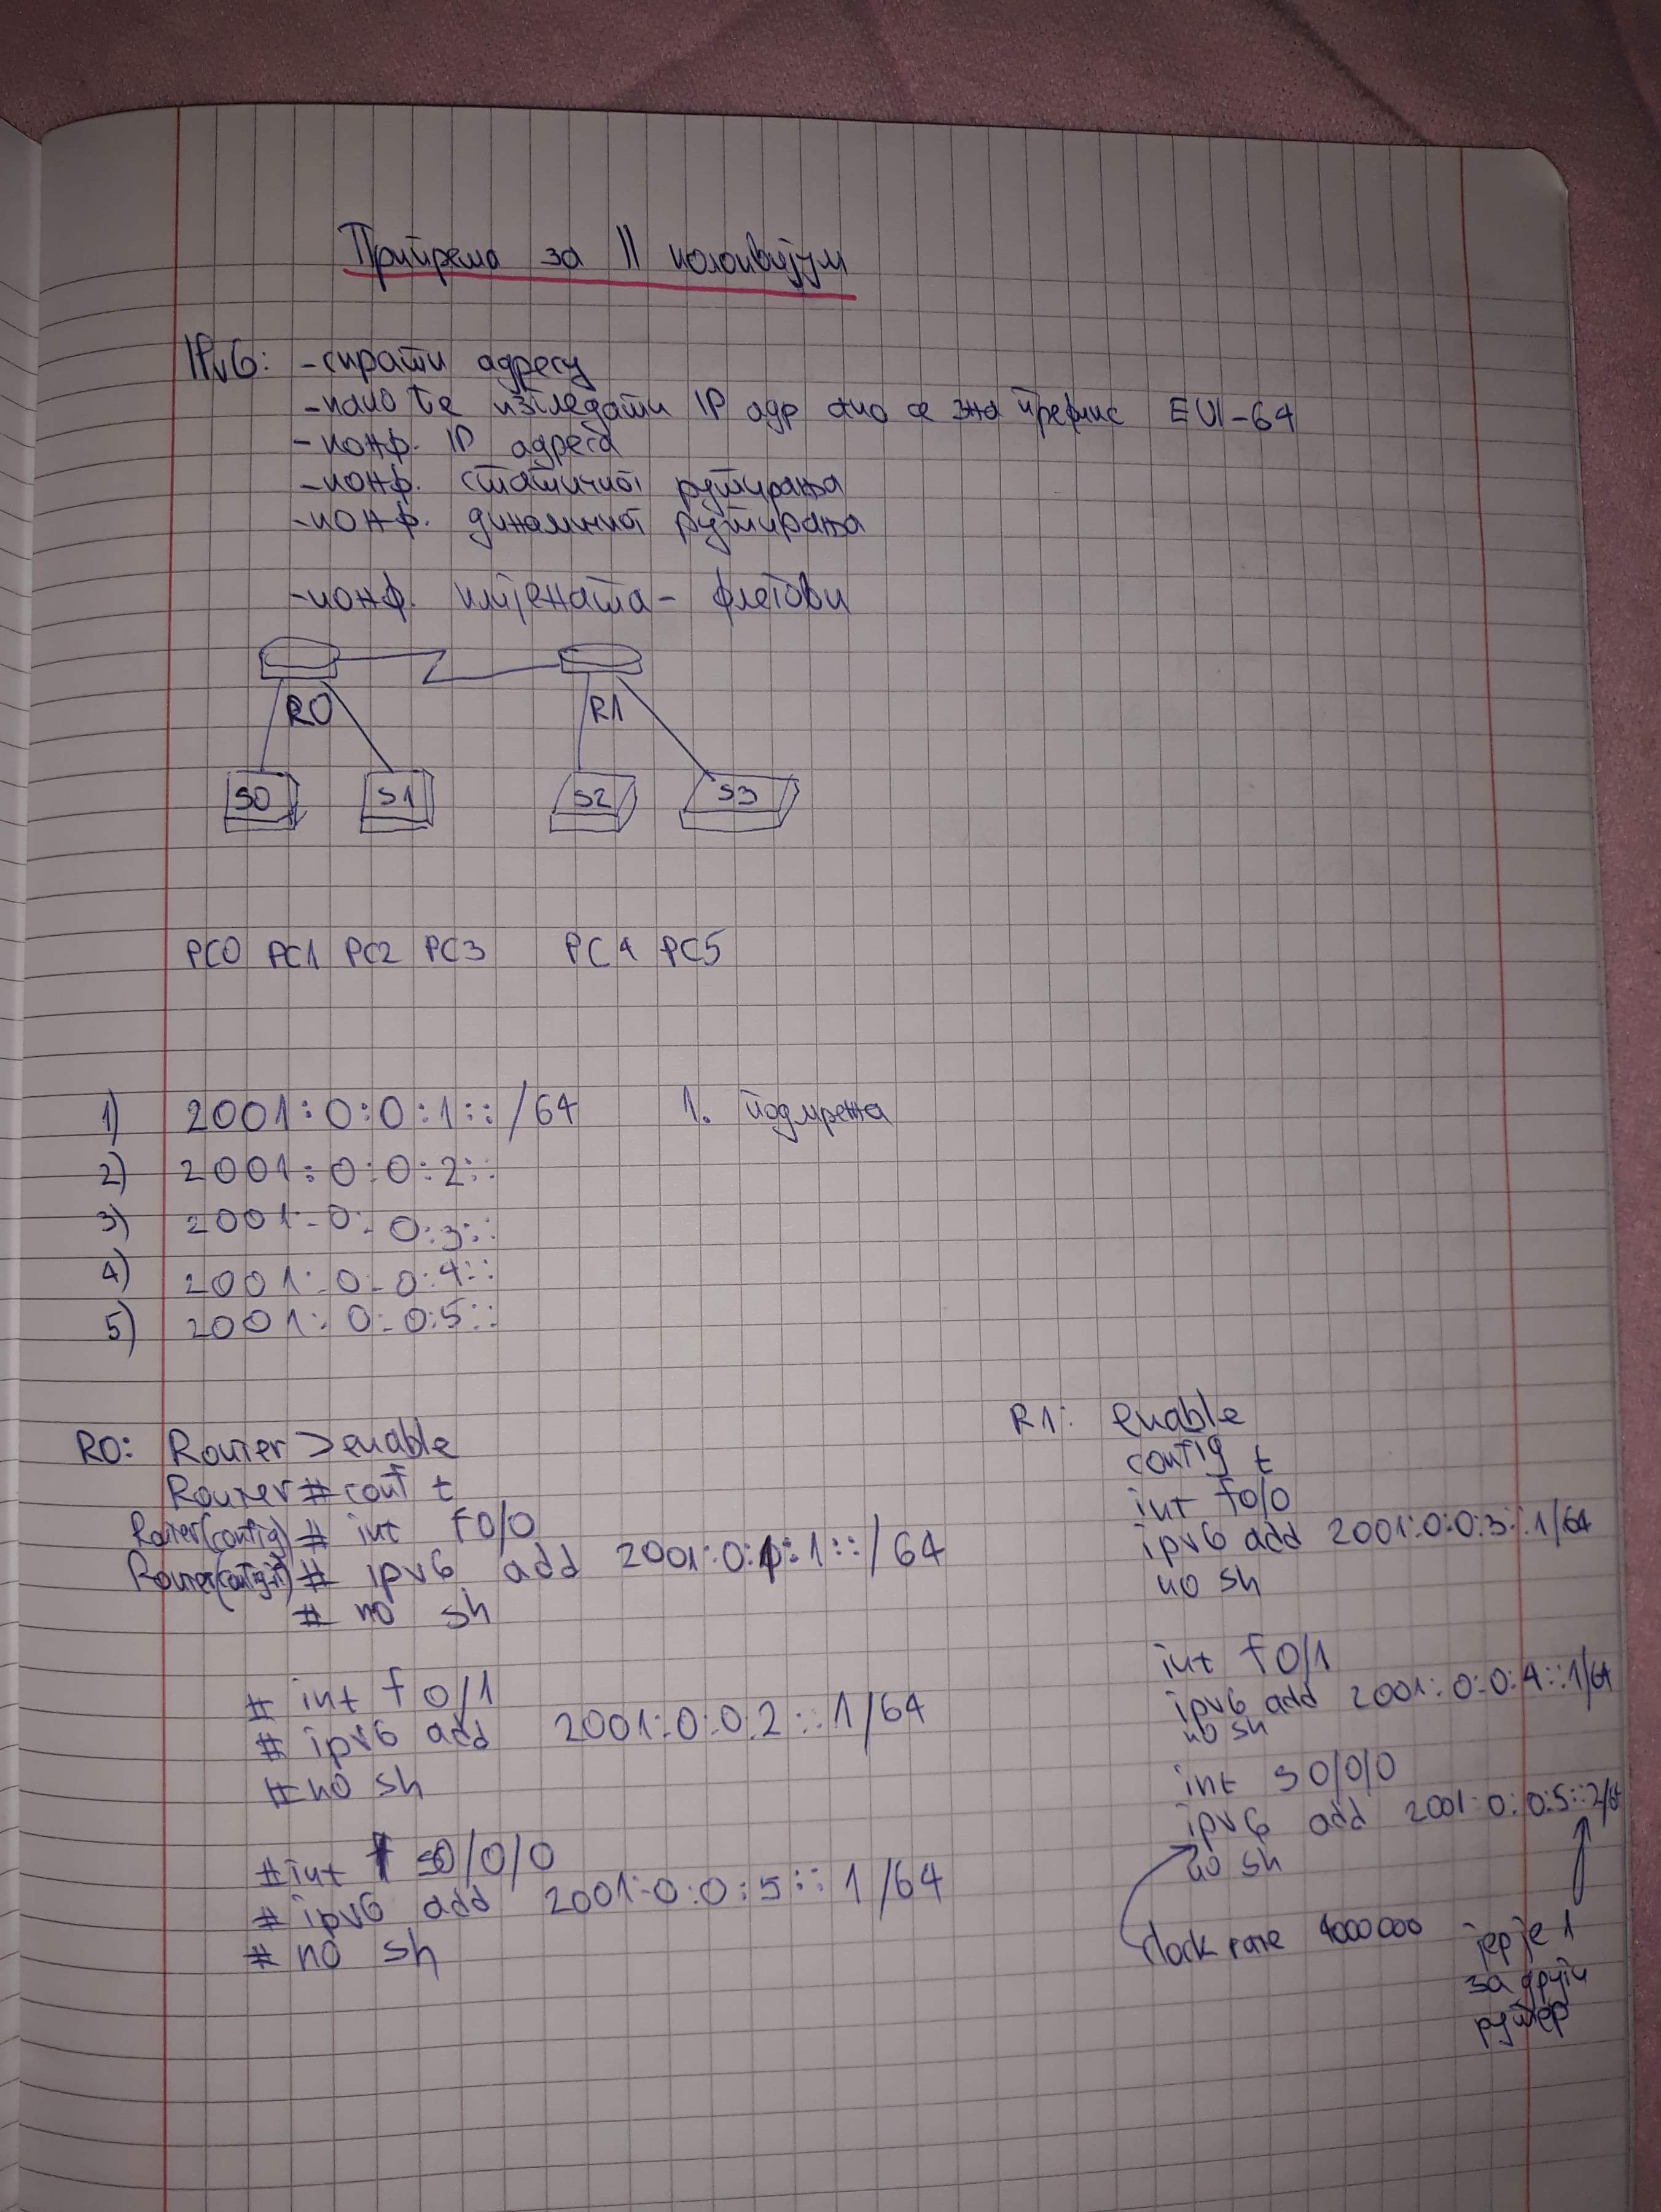 Припрема за II колоквијум
IPv6: - скрати адресу
- како ће изгледати IP адр ако се зна префикс EUI-64
- конф. IP адреса
- конф. статичког рутирања
- конф. динамичког рутирања
- конф. клијената - флегови
R0 R1
S0 S1 S2 S3
PC0 PC1 PC2 PC3 PC4 PC5
1) 2001:0:0:1::/64 1. подмрежа
2) 2001:0:0:2::
3) 2001:0:0:3::
4) 2001:0:0:4::
5) 2001:0:0:5::
R0: Router>enable
Router# conf t
Router(config)# int f0/0
Router(config-if)# ipv6 add 2001:0::1::/64
# no sh
# int f0/1
# ipv6 add 2001:0:0:2::1/64
# no sh
# int s0/0/0
# ipv6 add 2001:0:0:5::1/64
# no sh
R1: enable
config t
int f0/0
ipv6 add 2001:0:0:3::1/64
no sh
int f0/1
ipv6 add 2001:0:0:4::1/64
no sh
int s0/0/0
ipv6 add 2001:0:0:5::2/64
no sh
clock rate 4000000
јер је 1
за други
рутер